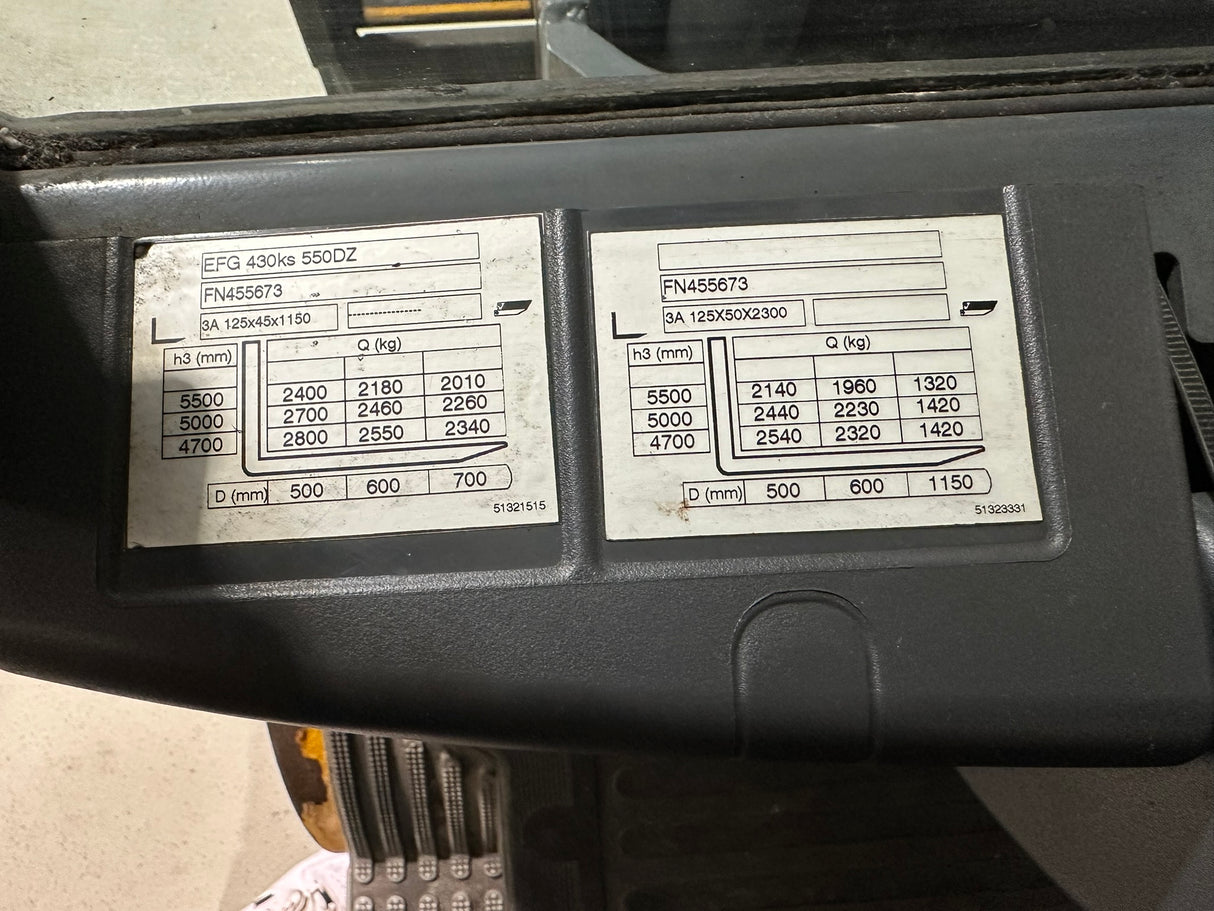 EFG 430ks 550DZ
FN455673
3A 125x45x1150 --------------
h3 (mm) Q (kg)
5500 2400 2180 2010
5000 2700 2460 2260
4700 2800 2550 2340
D (mm) 500 600 700
51321515
FN455673
3A 125X50X2300
h3 (mm) Q (kg)
5500 2140 1960 1320
5000 2440 2230 1420
4700 2540 2320 1420
D (mm) 500 600 1150
51323331